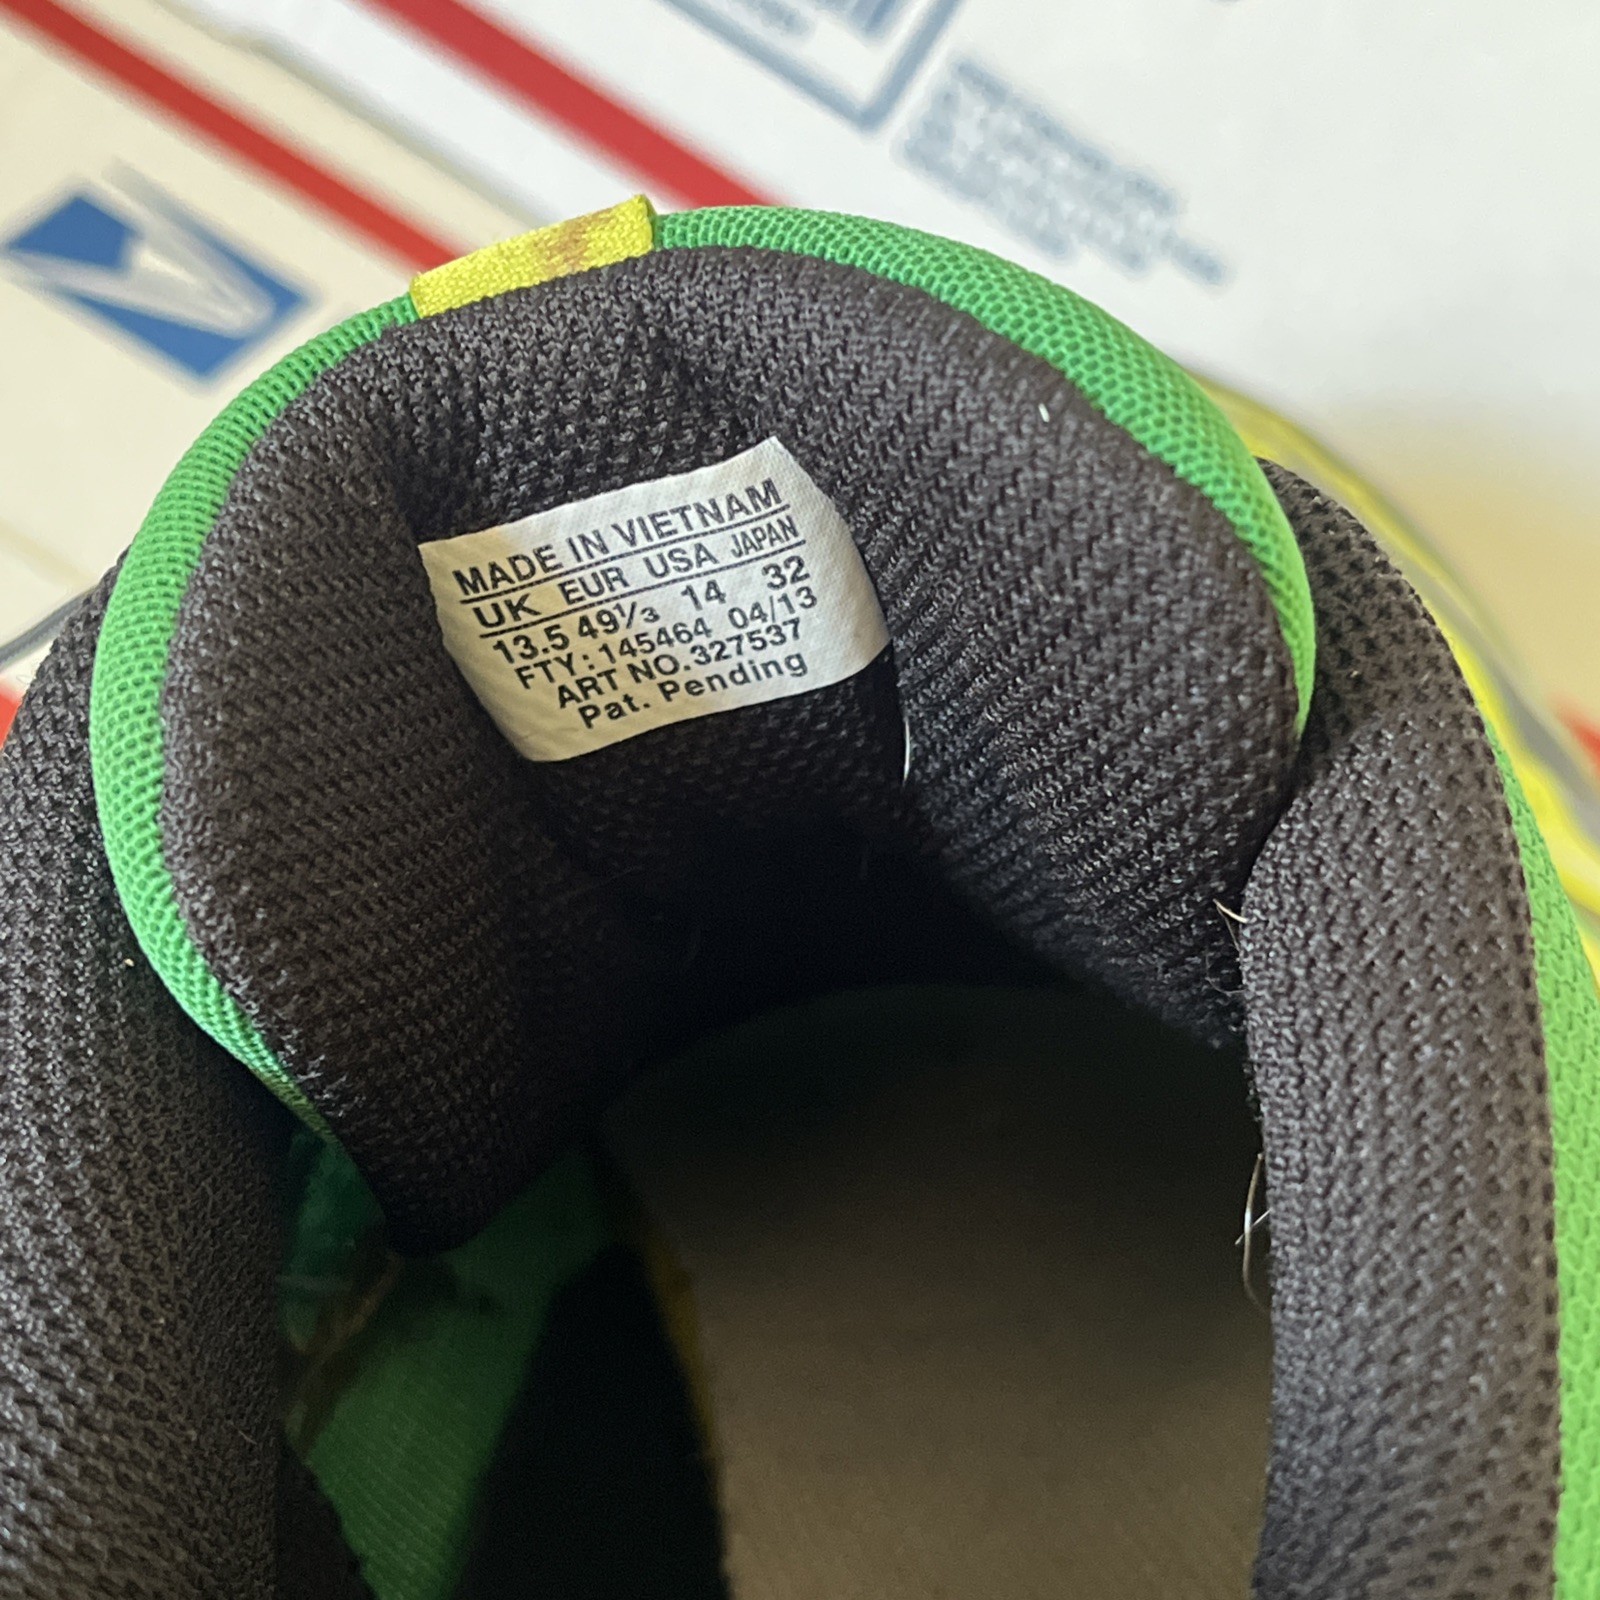 MADE IN VIETNAM
UK EUR USA JAPAN
13.5 49⅓ 14 32
FTY: 145464 04/13
ART NO.327537
Pat. Pending